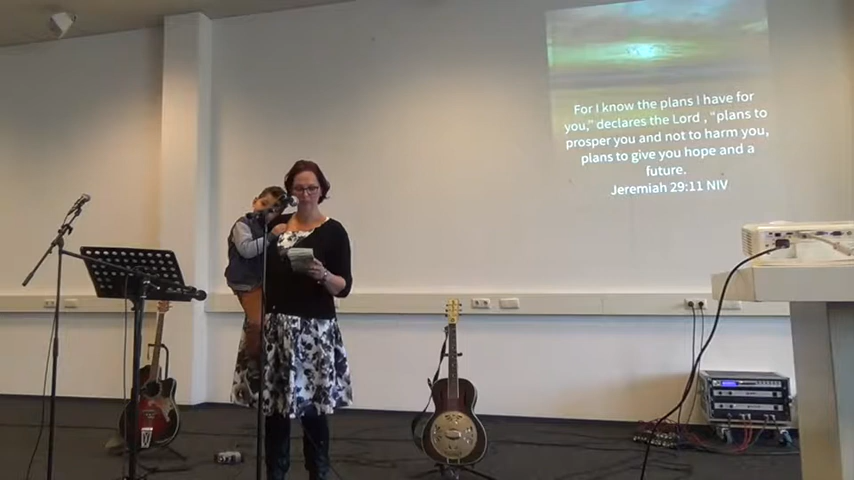 For I know the plans I have for
you,” declares the Lord , “plans to
prosper you and not to harm you,
plans to give you hope and a
future.
Jeremiah 29:11 NIV